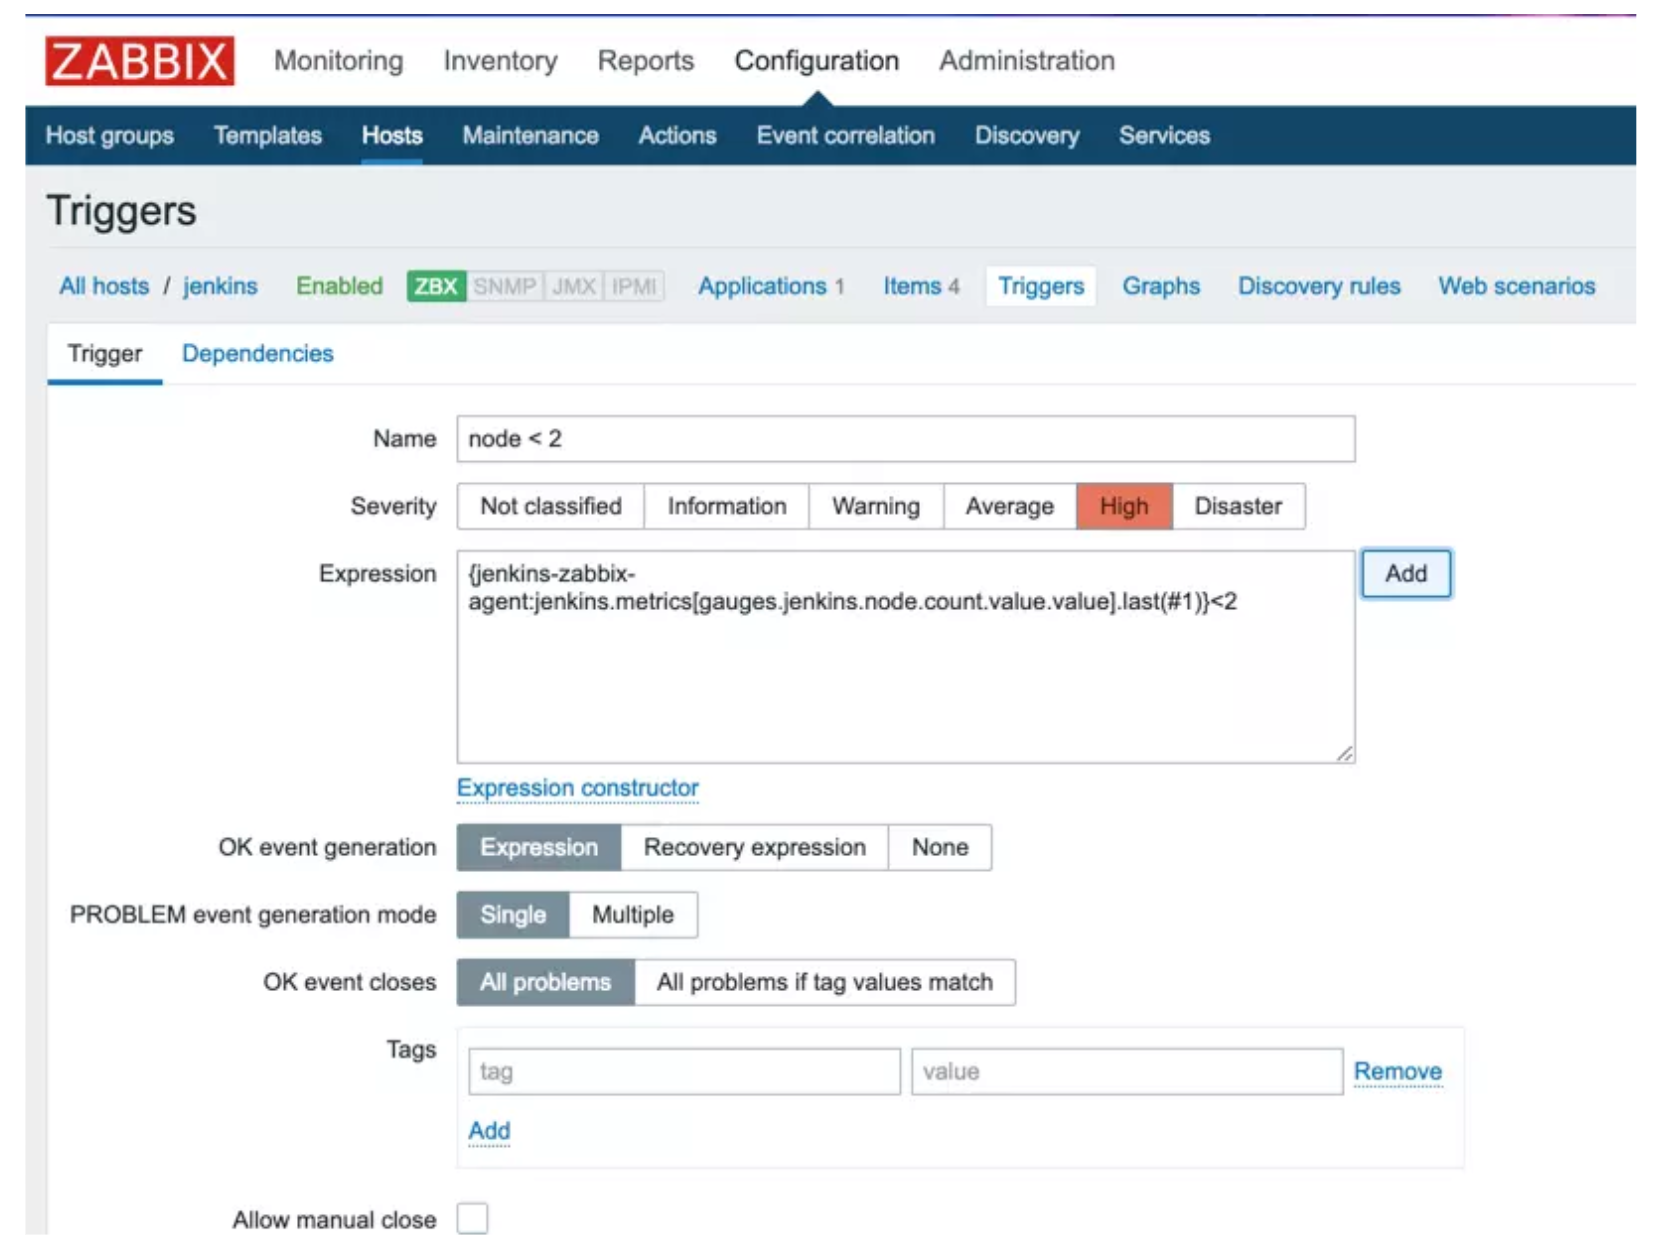 ZABBIX Monitoring Inventory Reports Configuration Administration
Host groups Templates Hosts Maintenance Actions Event correlation Discovery Services
Triggers
All hosts / jenkins Enabled ZBX SNMP JMX IPMI Applications 1 Items 4 Triggers Graphs Discovery rules Web scenarios
Trigger Dependencies
Name node < 2
Severity Not classified Information Warning Average High Disaster
Expression {jenkins-zabbix- Add
agent:jenkins.metrics[gauges.jenkins.node.count.value.value].last(#1)}<2
Expression constructor
OK event generation Expression Recovery expression None
PROBLEM event generation mode Single Multiple
OK event closes All problems All problems if tag values match
Tags
tag value Remove
Add
Allow manual close